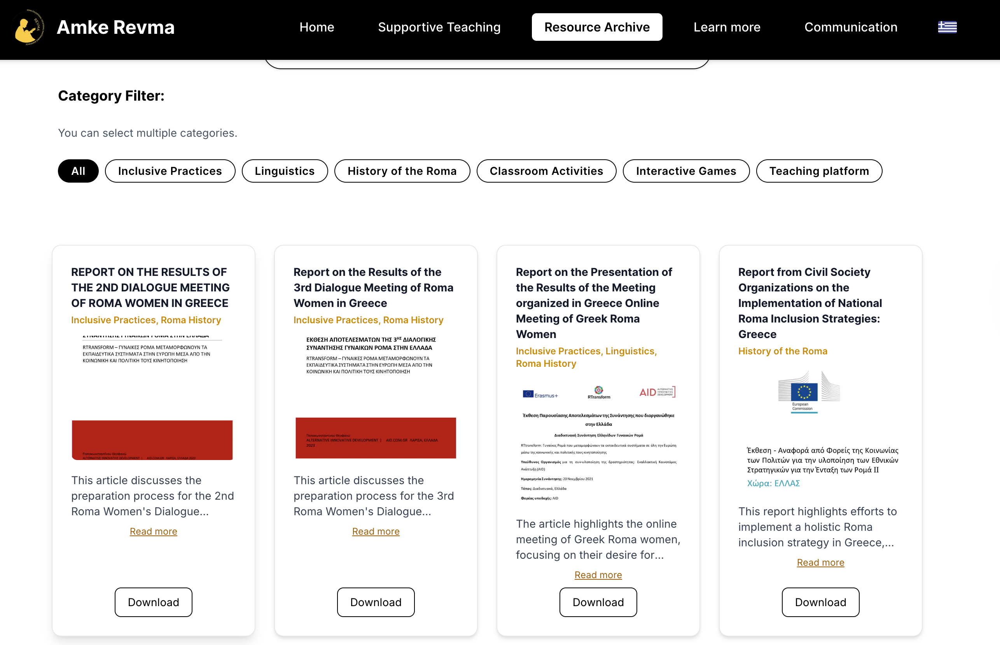 REVMA
Amke Revma
Home
Supportive Teaching
Resource Archive
Learn more
Communication
Category Filter:
You can select multiple categories.
All
Inclusive Practices
Linguistics
History of the Roma
Classroom Activities
Interactive Games
Teaching platform
REPORT ON THE RESULTS OF
THE 2ND DIALOGUE MEETING
OF ROMA WOMEN IN GREECE
Inclusive Practices, Roma History
ΣΥΝΑΝΤΗΣΗΣ ΓΥΝΑΙΚΩΝ ΡΟΜΑ ΣΤΗΝ ΕΛΛΑΔΑ
RTRANSFORM – ΓΥΝΑΙΚΕΣ ΡΟΜΑ ΜΕΤΑΜΟΡΦΩΝΟΥΝ ΤΑ
ΕΚΠΑΙΔΕΥΤΙΚΑ ΣΥΣΤΗΜΑΤΑ ΣΤΗΝ ΕΥΡΩΠΗ ΜΕΣΑ ΑΠΟ ΤΗΝ
ΚΟΙΝΩΝΙΚΗ ΚΑΙ ΠΟΛΙΤΙΚΗ ΤΟΥΣ ΚΙΝΗΤΟΠΟΙΗΣΗ
Παπακωνσταντίνου Θεοφανώ
ALTERNATIVE INNOVATIVE DEVELOPMENT | AID.COM.GR ΛΑΡΙΣΑ, ΕΛΛΑΔΑ 2023
This article discusses the
preparation process for the 2nd
Roma Women's Dialogue...
Read more
Download
Report on the Results of the
3rd Dialogue Meeting of Roma
Women in Greece
Inclusive Practices, Roma History
ΕΚΘΕΣΗ ΑΠΟΤΕΛΕΣΜΑΤΩΝ ΤΗΣ 3ΗΣ ΔΙΑΛΟΓΙΚΗΣ
ΣΥΝΑΝΤΗΣΗΣ ΓΥΝΑΙΚΩΝ ΡΟΜΑ ΣΤΗΝ ΕΛΛΑΔΑ
RTRANSFORM – ΓΥΝΑΙΚΕΣ ΡΟΜΑ ΜΕΤΑΜΟΡΦΩΝΟΥΝ ΤΑ
ΕΚΠΑΙΔΕΥΤΙΚΑ ΣΥΣΤΗΜΑΤΑ ΣΤΗΝ ΕΥΡΩΠΗ ΜΕΣΑ ΑΠΟ ΤΗΝ
ΚΟΙΝΩΝΙΚΗ ΚΑΙ ΠΟΛΙΤΙΚΗ ΤΟΥΣ ΚΙΝΗΤΟΠΟΙΗΣΗ
Παπακωνσταντίνου Θεοφανώ
ALTERNATIVE INNOVATIVE DEVELOPMENT | AID.COM.GR ΛΑΡΙΣΑ, ΕΛΛΑΔΑ
2023
This article discusses the
preparation process for the 3rd
Roma Women's Dialogue...
Read more
Download
Report on the Presentation of
the Results of the Meeting
organized in Greece Online
Meeting of Greek Roma
Women
Inclusive Practices, Linguistics,
Roma History
Erasmus+
RTransform
AID
ALTERNATIVE
INNOVATIVE
DEVELOPMENT
Έκθεση Παρουσίασης Αποτελεσμάτων της Συνάντησης που διοργανώθηκε
στην Ελλάδα
Διαδικτυακή Συνάντηση Ελληνίδων Γυναικών Ρομά
RTtransform: Γυναίκες Ρομά που μεταμορφώνουν τα εκπαιδευτικά συστήματα σε όλη την Ευρώπη
μέσω της κοινωνικής και πολιτικής τους κινητοποίησης
Υπεύθυνος Οργανισμός για τη συν-υλοποίηση της δραστηριότητας: Εναλλακτική Καινοτόμος
Ανάπτυξη (AID)
Ημερομηνία Συνάντησης: 20 Νοεμβρίου 2021
Τόπος: Διαδικτυακά, Ελλάδα
Φορέας υποδοχής: AID
The article highlights the online
meeting of Greek Roma women,
focusing on their desire for...
Read more
Download
Report from Civil Society
Organizations on the
Implementation of National
Roma Inclusion Strategies:
Greece
History of the Roma
European
Commission
Έκθεση - Αναφορά από Φορείς της Κοινωνίας
των Πολιτών για την υλοποίηση των Εθνικών
Στρατηγικών για την Ένταξη των Ρομά II
Χώρα: ΕΛΛΑΣ
This report highlights efforts to
implement a holistic Roma
inclusion strategy in Greece,...
Read more
Download